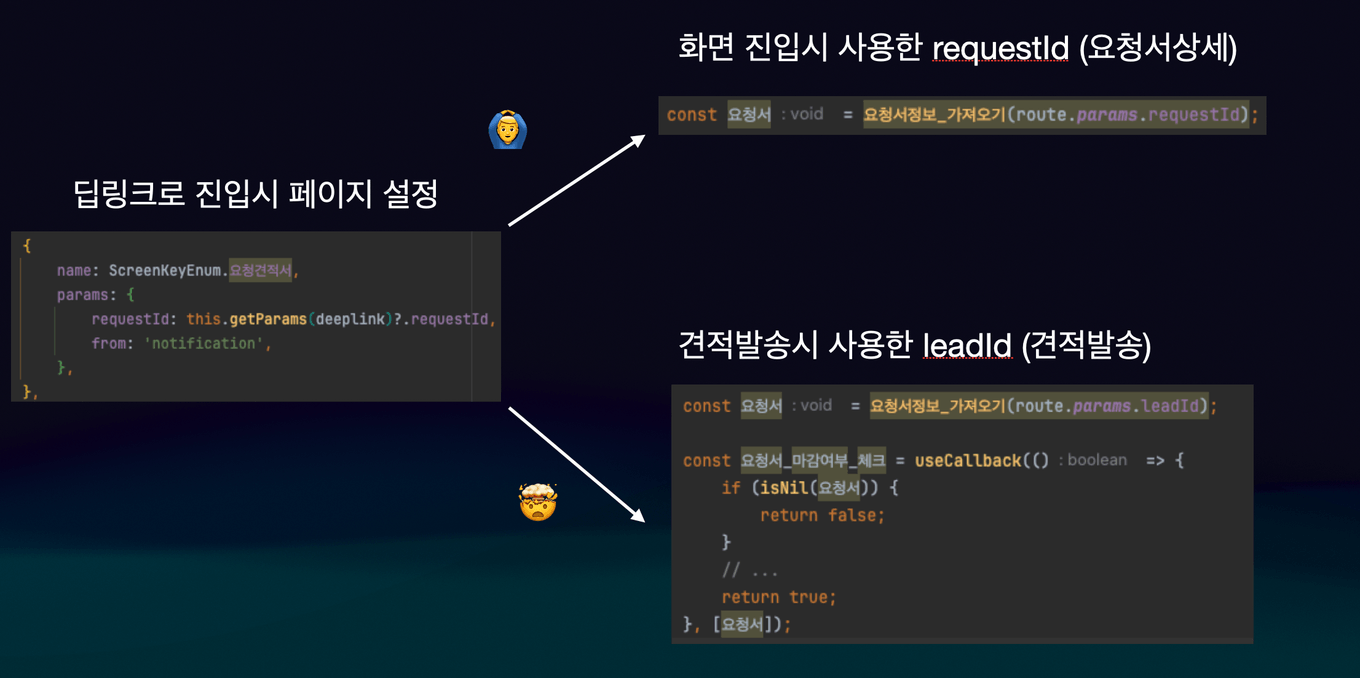 화면 진입시 사용한 requestId (요청서상세)
const 요청서 : void = 요청서정보_가져오기(route.params.requestId);
딥링크로 진입시 페이지 설정
{
name: ScreenKeyEnum.요청견적서,
params: {
requestId: this.getParams(deeplink)?.requestId,
from: 'notification',
},
},
견적발송시 사용한 leadId (견적발송)
const 요청서 : void = 요청서정보_가져오기(route.params.leadId);
const 요청서_마감여부_체크 = useCallback(() : boolean => {
if (isNil(요청서)) {
return false;
}
// ...
return true;
}, [요청서]);